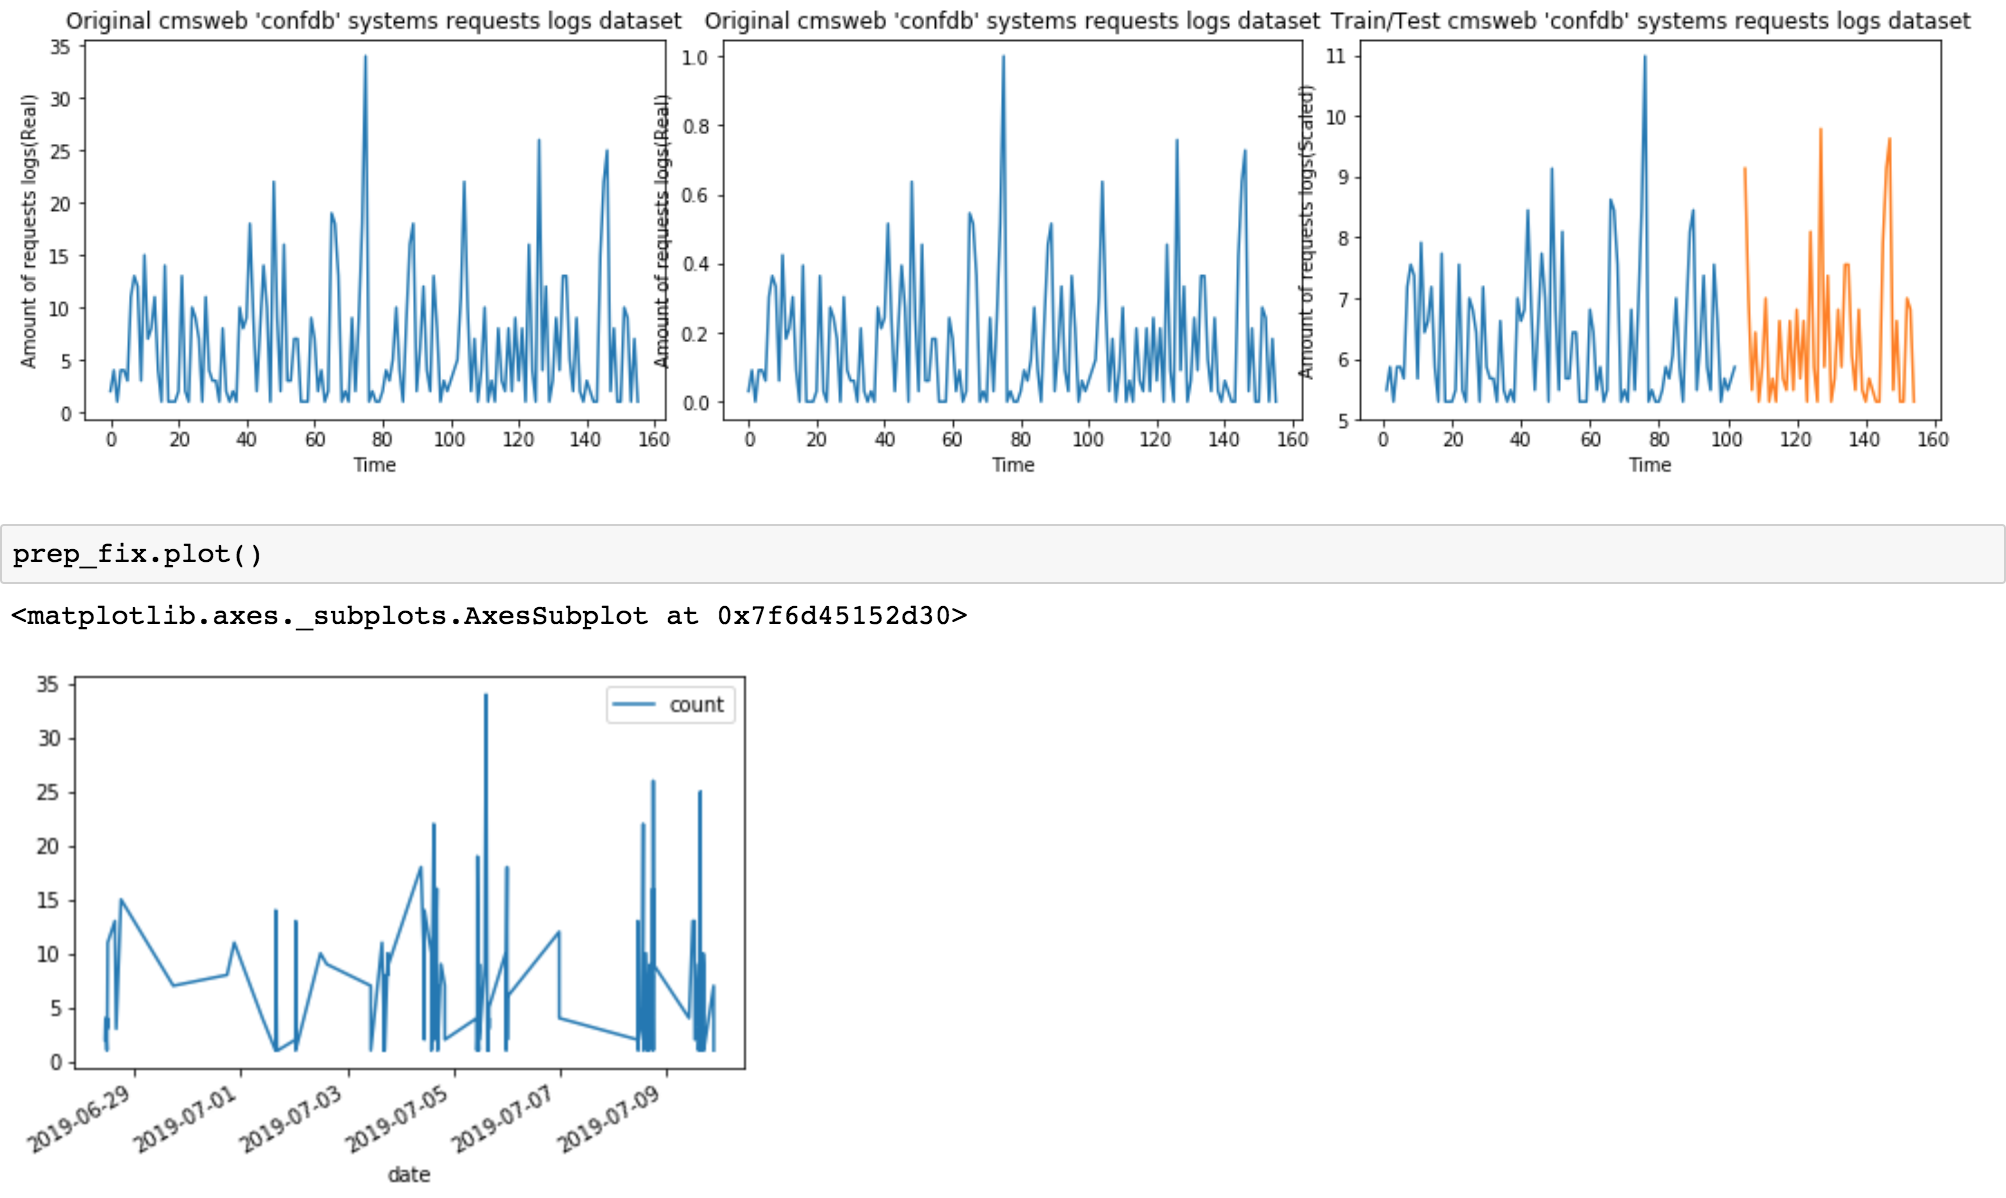 Original cmsweb 'confdb' systems requests logs dataset
Amount of requests logs(Real)
35
30
25
20
15
10
5
0
0 20 40 60 80 100 120 140 160
Time
Original cmsweb 'confdb' systems requests logs dataset
Amount of requests logs(Real)
1.0
0.8
0.6
0.4
0.2
0.0
0 20 40 60 80 100 120 140 160
Time
Train/Test cmsweb 'confdb' systems requests logs dataset
Amount of requests logs(Scaled)
11
10
9
8
7
6
5
0 20 40 60 80 100 120 140 160
Time
prep_fix.plot()
<matplotlib.axes._subplots.AxesSubplot at 0x7f6d45152d30>
count
35
30
25
20
15
10
5
0
2019-06-29 2019-07-01 2019-07-03 2019-07-05 2019-07-07 2019-07-09
date